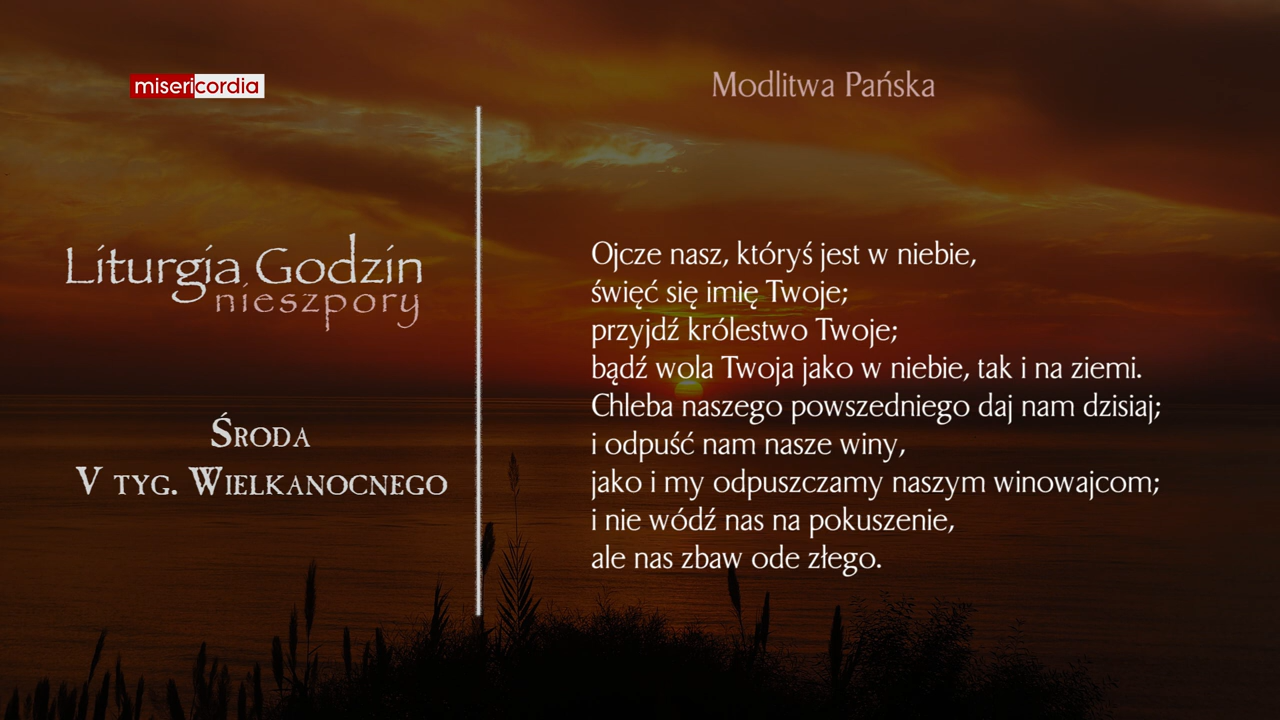 misericordia
Liturgia Godzin
nieszpory
Środa
V tyg. Wielkanocnego
Modlitwa Pańska
Ojcze nasz, któryś jest w niebie,
święć się imię Twoje;
przyjdź królestwo Twoje;
bądź wola Twoja jako w niebie, tak i na ziemi.
Chleba naszego powszedniego daj nam dzisiaj;
i odpuść nam nasze winy,
jako i my odpuszczamy naszym winowajcom;
i nie wódź nas na pokuszenie,
ale nas zbaw ode złego.